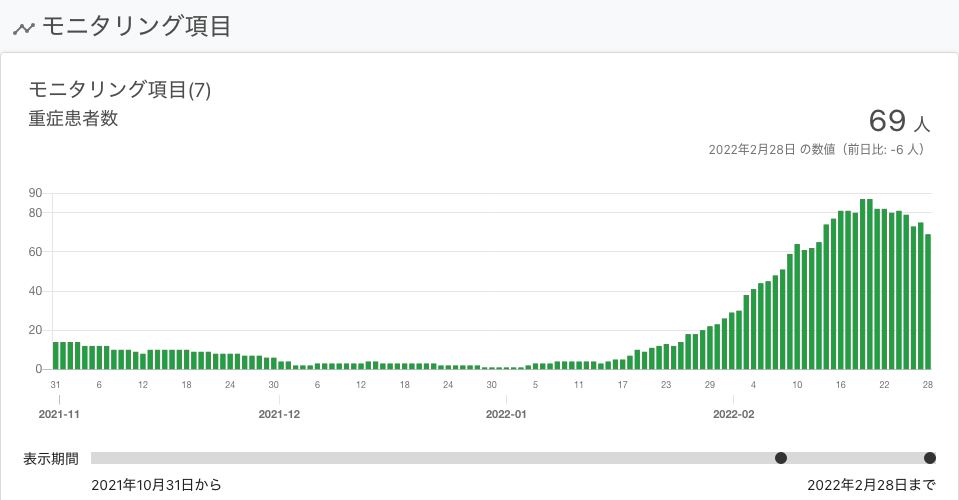 モニタリング項目
モニタリング項目(7)
重症患者数
69 人
2022年2月28日 の数値（前日比: -6 人）
90
80
60
40
20
0
31 6 12 18 24 30 6 12 18 24 30 5 11 17 23 29 4 10 16 22 28
2021-11 2021-12 2022-01 2022-02
表示期間
2021年10月31日から 2022年2月28日まで